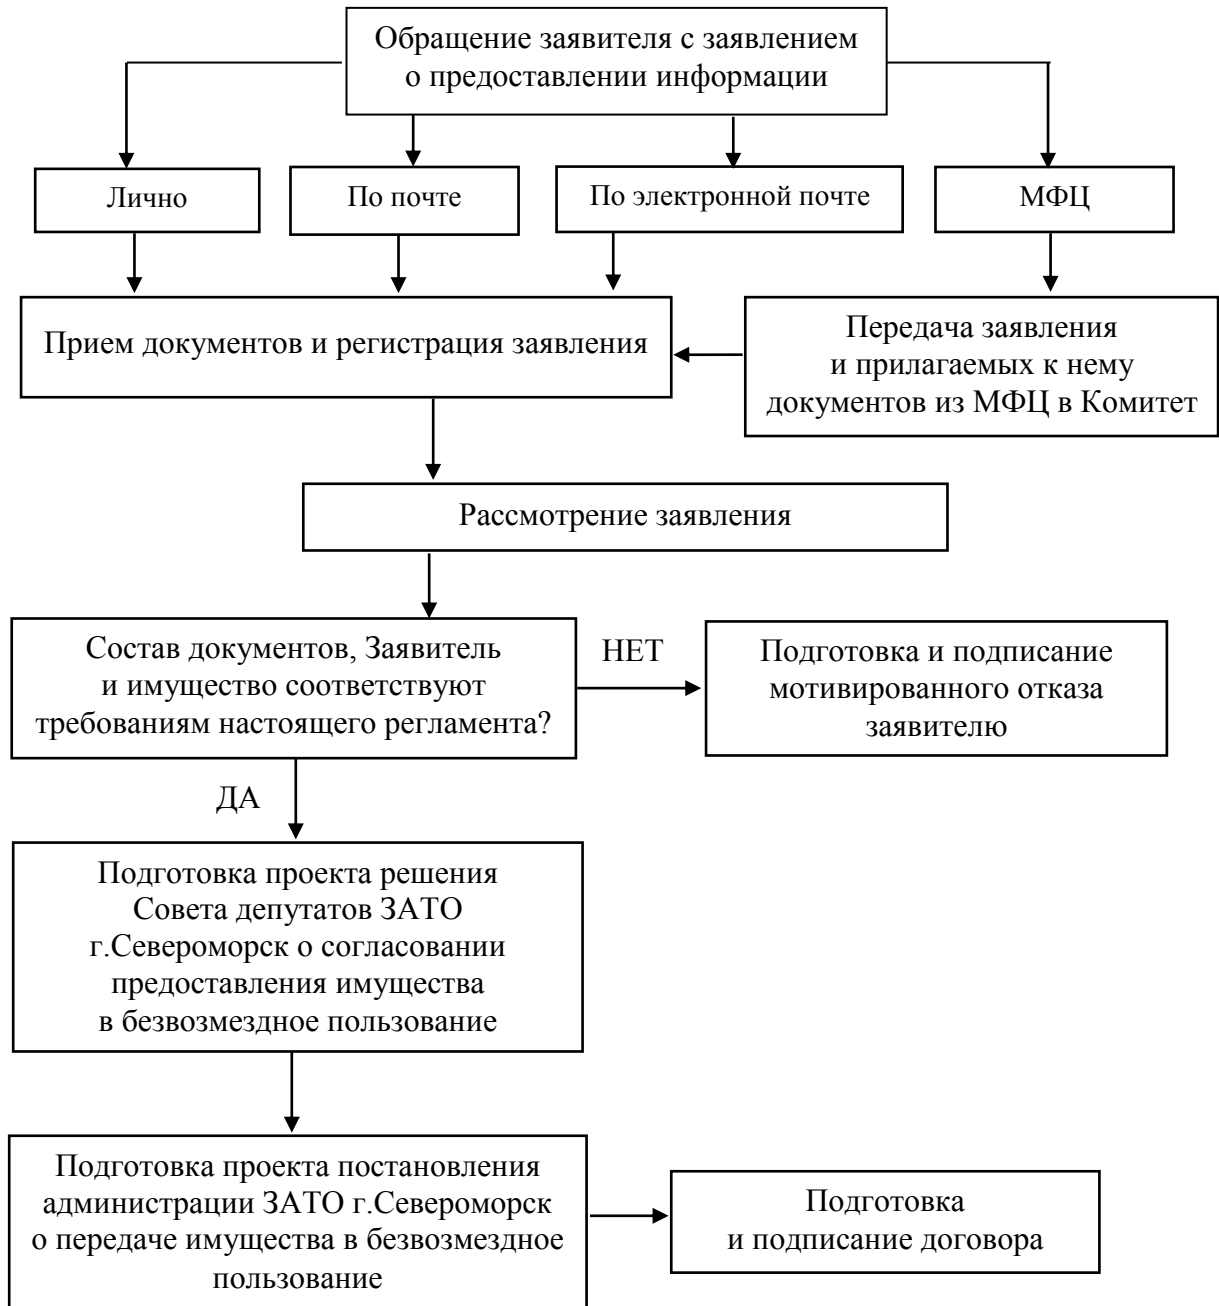 Обращение заявителя с заявлением
о предоставлении информации
Лично
По почте
По электронной почте
МФЦ
Прием документов и регистрация заявления
Передача заявления
и прилагаемых к нему
документов из МФЦ в Комитет
Рассмотрение заявления
Состав документов, Заявитель
и имущество соответствуют
требованиям настоящего регламента?
НЕТ
Подготовка и подписание
мотивированного отказа
заявителю
ДА
Подготовка проекта решения
Совета депутатов ЗАТО
г.Североморск о согласовании
предоставления имущества
в безвозмездное пользование
Подготовка проекта постановления
администрации ЗАТО г.Североморск
о передаче имущества в безвозмездное
пользование
Подготовка
и подписание договора